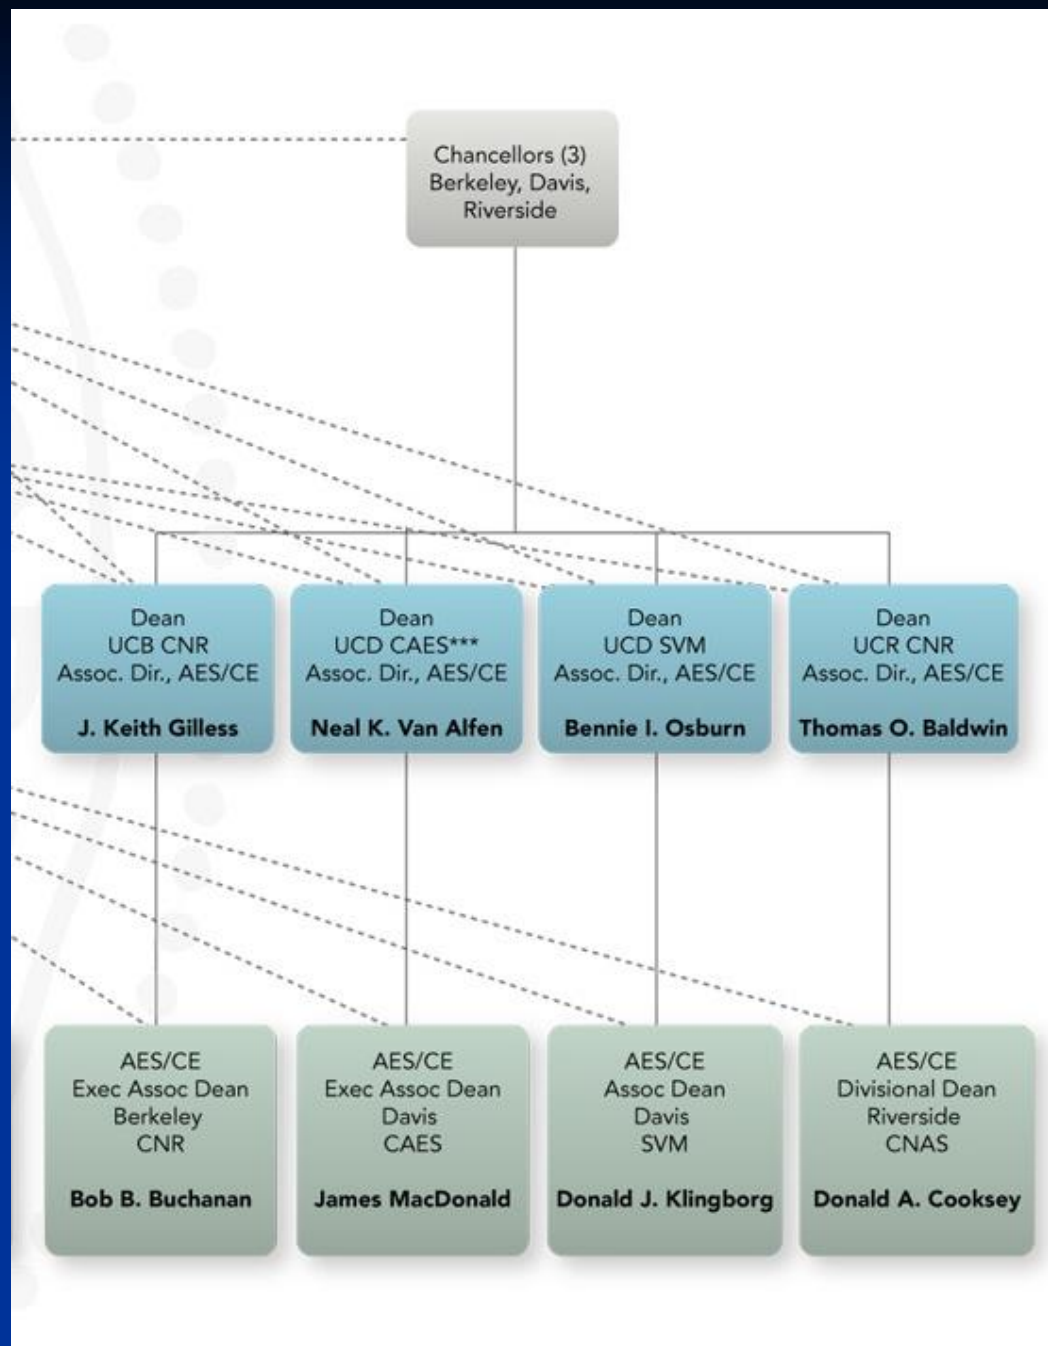 Chancellors (3)
Berkeley, Davis,
Riverside
Dean
UCB CNR
Assoc. Dir., AES/CE
J. Keith Gilless
Dean
UCD CAES***
Assoc. Dir., AES/CE
Neal K. Van Alfen
Dean
UCD SVM
Assoc. Dir., AES/CE
Bennie I. Osburn
Dean
UCR CNR
Assoc. Dir., AES/CE
Thomas O. Baldwin
AES/CE
Exec Assoc Dean
Berkeley
CNR
Bob B. Buchanan
AES/CE
Exec Assoc Dean
Davis
CAES
James MacDonald
AES/CE
Assoc Dean
Davis
SVM
Donald J. Klingborg
AES/CE
Divisional Dean
Riverside
CNAS
Donald A. Cooksey